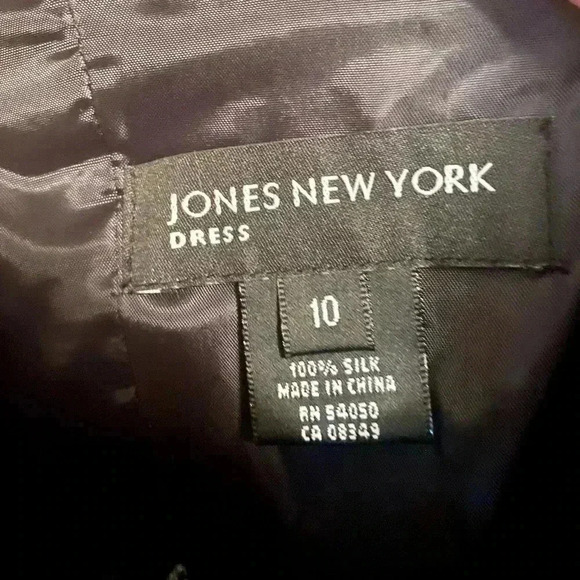 JONES NEW YORK
DRESS
10
100% SILK
MADE IN CHINA
RN 54050
CA 08349